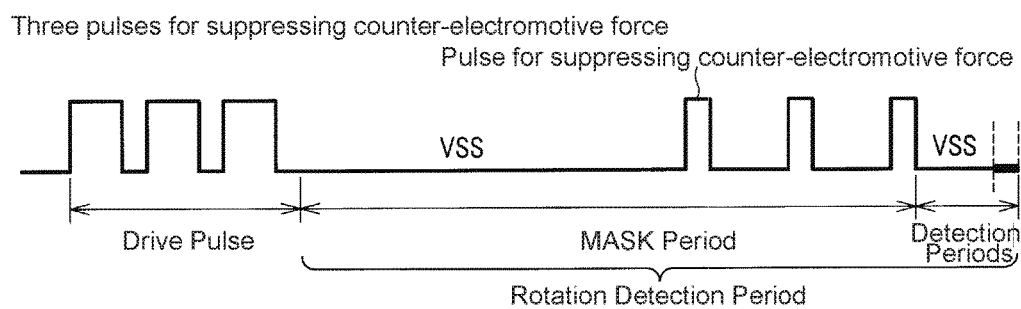 Three pulses for suppressing counter-electromotive force
Pulse for suppressing counter-electromotive force
VSS
VSS
Drive Pulse
MASK Period
Detection
Periods
Rotation Detection Period